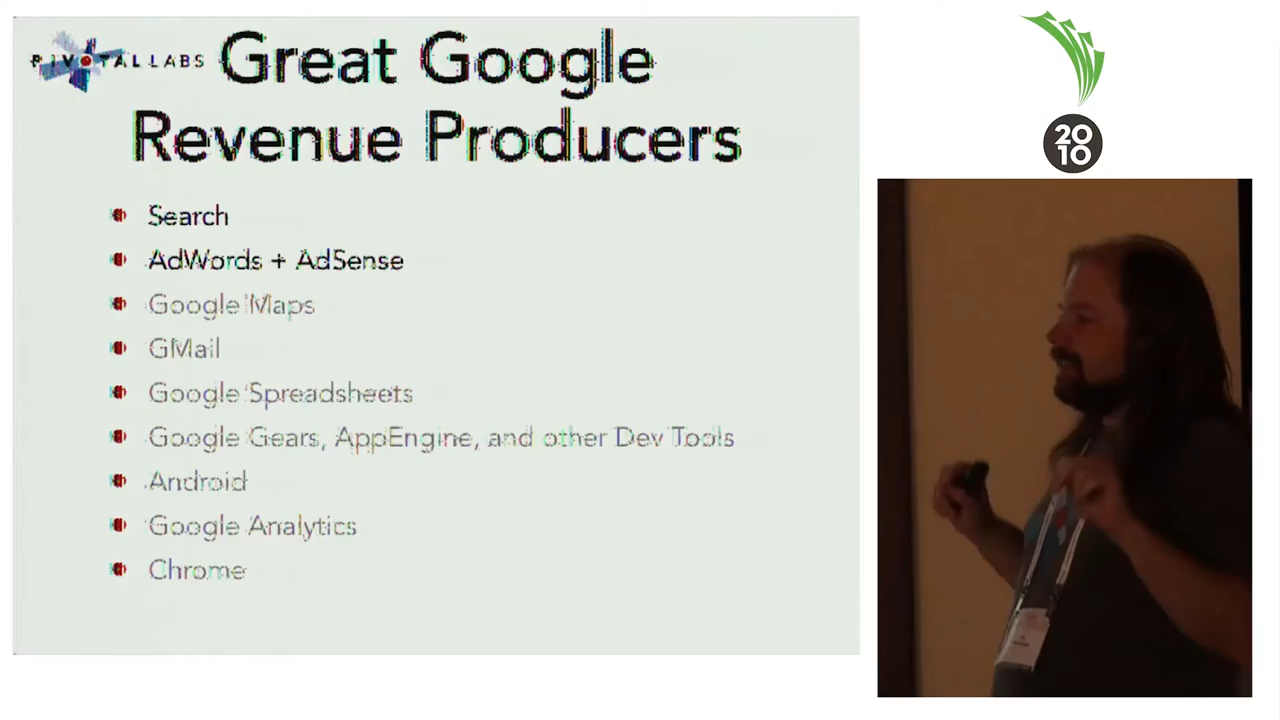 PIVOTAL LABS
Great Google
Revenue Producers
Search
AdWords + AdSense
Google Maps
GMail
Google Spreadsheets
Google Gears, AppEngine, and other Dev Tools
Android
Google Analytics
Chrome
20
10